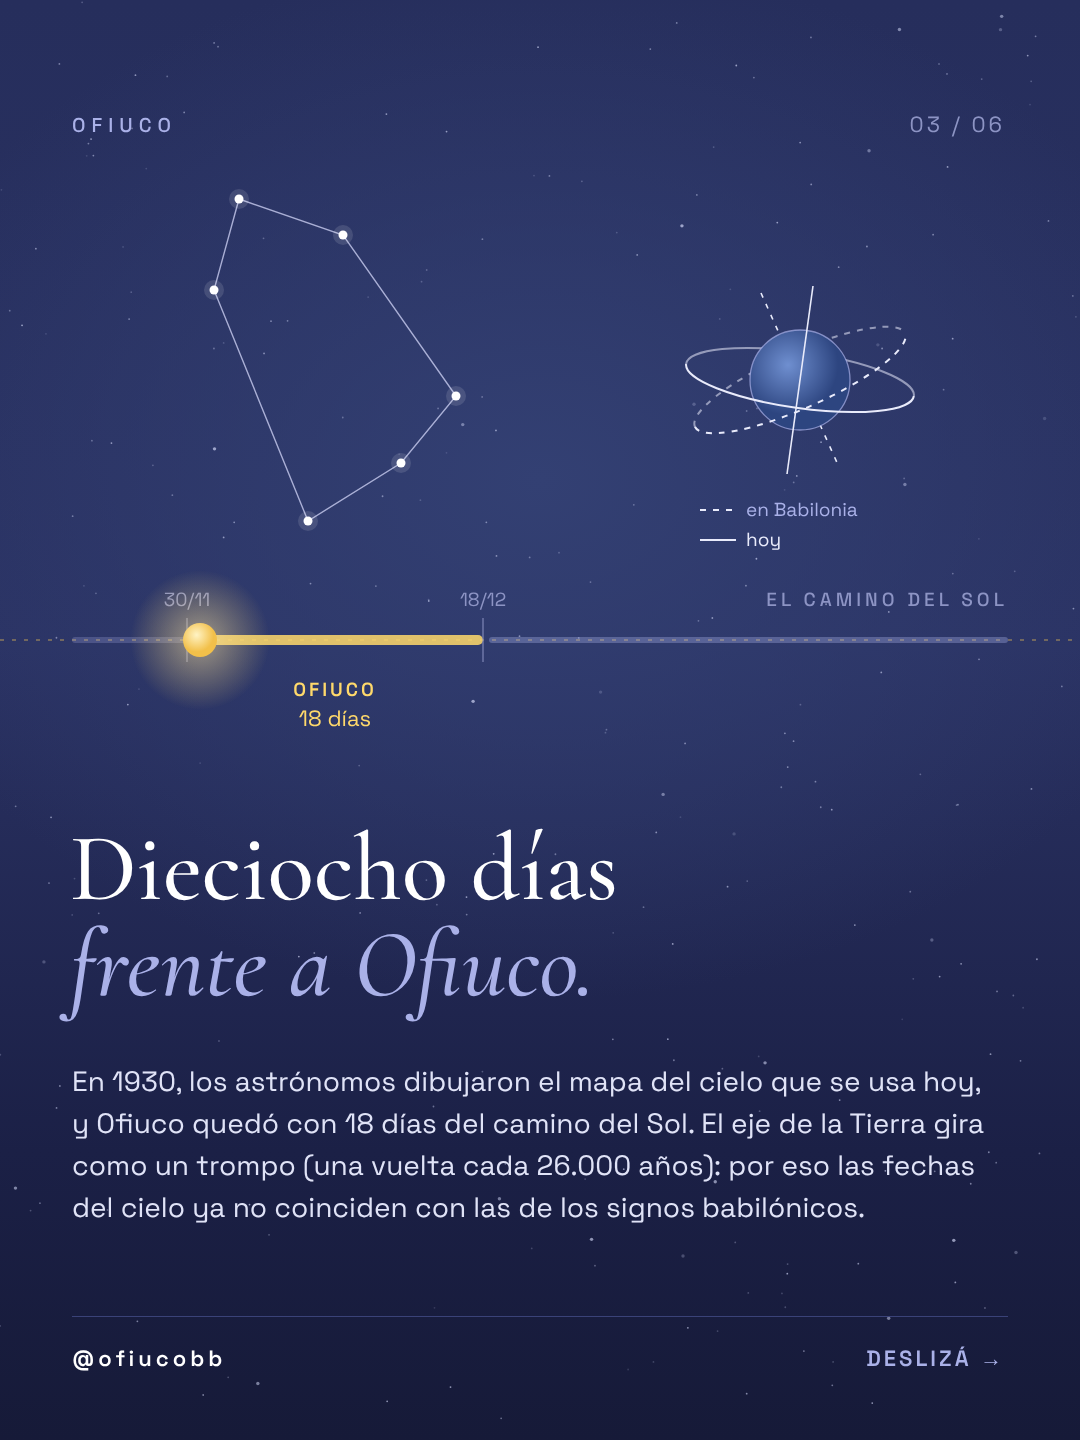 OFIUCO
03 / 06
en Babilonia
hoy
30/11
18/12
EL CAMINO DEL SOL
OFIUCO
18 días
Dieciocho días
frente a Ofiuco.
En 1930, los astrónomos dibujaron el mapa del cielo que se usa hoy,
y Ofiuco quedó con 18 días del camino del Sol. El eje de la Tierra gira
como un trompo (una vuelta cada 26.000 años): por eso las fechas
del cielo ya no coinciden con las de los signos babilónicos.
@ofiucobb
DESLIZÁ →